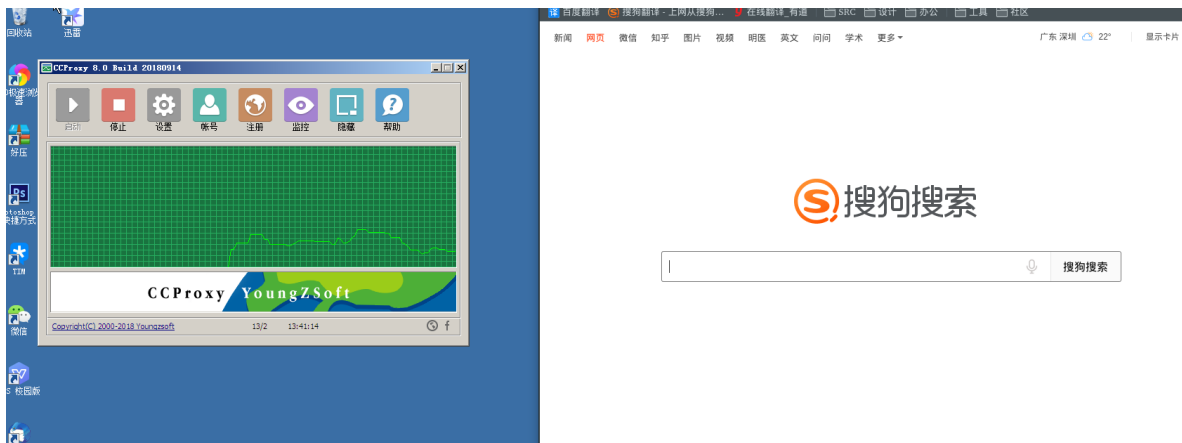 回收站
迅雷
好压
Ps
TIM
微信
S 校园版
CCProxy 8.0 Build 20180914
启动 停止 设置 帐号 注册 监控 隐藏 帮助
CCProxy YoungZSoft
Copyright(C) 2000-2018 Youngzsoft 13/2 13:41:14
译 百度翻译 搜狗翻译 - 上网从搜狗... 在线翻译_有道 SRC 设计 办公 工具 社区
新闻 网页 微信 知乎 图片 视频 明医 英文 问问 学术 更多
广东 深圳 22° 显示卡片
搜狗搜索
搜狗搜索